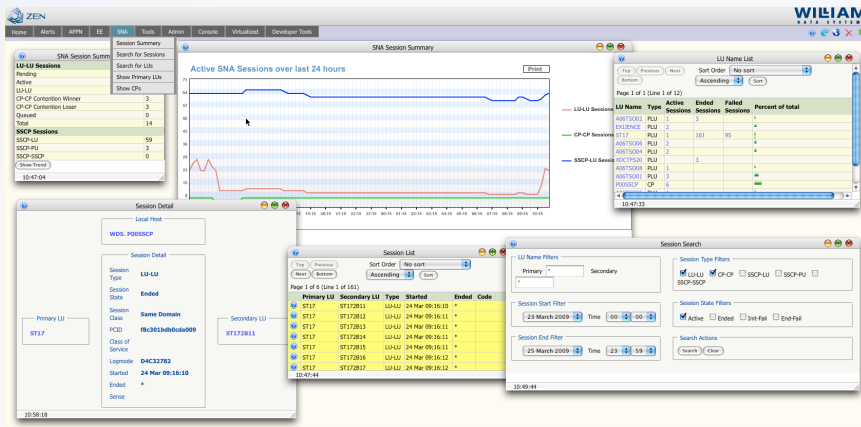 ZEN
WILLIAM
DATA SYSTEMS
Home Alerts APPN EE SNA Tools Admin Console Virtualized Developer Tools
Session Summary
Search for Sessions
Search for LUs
Show Primary LUs
Show CPs
SNA Session Summ
LU-LU Sessions
Pending
Active
LU-LU
CP-CP Contention Winner 3
CP-CP Contention Loser 3
Queued 0
Total 14
SSCP Sessions
SSCP-LU 59
SSCP-PU 3
SSCP-SSCP 0
Show Trend
10:47:04
SNA Session Summary
Active SNA Sessions over last 24 hours
Print
LU-LU Sessions
CP-CP Sessions
SSCP-LU Sessio
LU Name List
Top Previous Next Sort Order No sort
Bottom Ascending Sort
Page 1 of 1 (Line 1 of 12)
LU Name Type Active Sessions Ended Sessions Failed Sessions Percent of total
A06TSO02 PLU 1 3
EXIJENCE PLU 2
ST17 PLU 1 161 95
A06TSO06 PLU 2
A06TSO04 PLU 2
XDCTPS20 PLU 3
A06TSO08 PLU 1
A06TSO01 PLU 3
P00SSCP CP 6
10:47:33
Session Detail
Local Host
WDS. P00SSCP
Session Detail
Session Type LU-LU
Session State Ended
Session Class Same Domain
PCID f8c301bdb0cda009
Class of Service
Logmode D4C32782
Started 24 Mar 09:16:10
Ended *
Sense
Primary LU
ST17
Secondary LU
ST172B11
10:58:18
Session List
Top Previous Sort Order No sort
Next Bottom Ascending Sort
Page 1 of 6 (Line 1 of 161)
Primary LU Secondary LU Type Started Ended Code
ST17 ST172B11 LU-LU 24 Mar 09:16:10 *
ST17 ST172B12 LU-LU 24 Mar 09:16:11 *
ST17 ST172B13 LU-LU 24 Mar 09:16:11 *
ST17 ST172B14 LU-LU 24 Mar 09:16:11 *
ST17 ST172B15 LU-LU 24 Mar 09:16:11 *
ST17 ST172B16 LU-LU 24 Mar 09:16:12 *
ST17 ST172B17 LU-LU 24 Mar 09:16:12 *
10:47:44
Session Search
LU Name Filters
Primary * Secondary
*
Session Type Filters
LU-LU CP-CP SSCP-LU SSCP-PU
SSCP-SSCP
Session Start Filter
23 March 2009 Time 00 00
Session State Filters
Active Ended Init-Fail End-Fail
Session End Filter
25 March 2009 Time 23 59
Search Actions
Search Clear
10:49:44